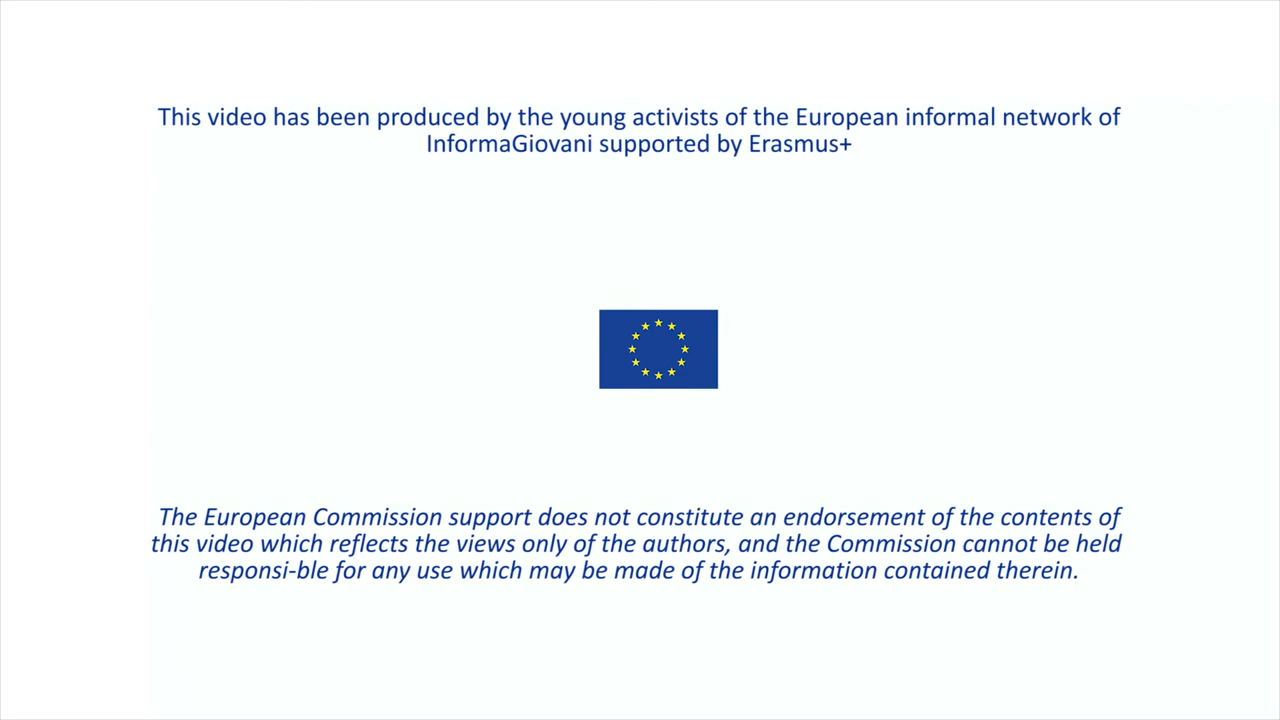 This video has been produced by the young activists of the European informal network of
InformaGiovani supported by Erasmus+
The European Commission support does not constitute an endorsement of the contents of
this video which reflects the views only of the authors, and the Commission cannot be held
responsi-ble for any use which may be made of the information contained therein.